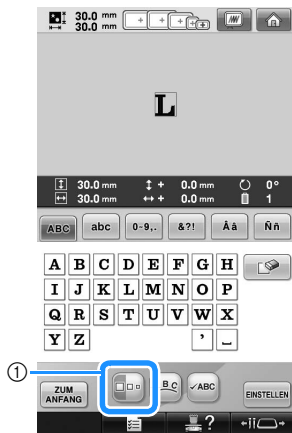 30.0 mm
30.0 mm
L
30.0 mm + 0.0 mm 0°
30.0 mm + 0.0 mm 1
ABC abc 0-9,. &?! Åå Ññ
A B C D E F G H
I J K L M N O P
Q R S T U V W X
Y Z ' _
1
ZUM ANFANG B C ✓ABC EINSTELLEN
?